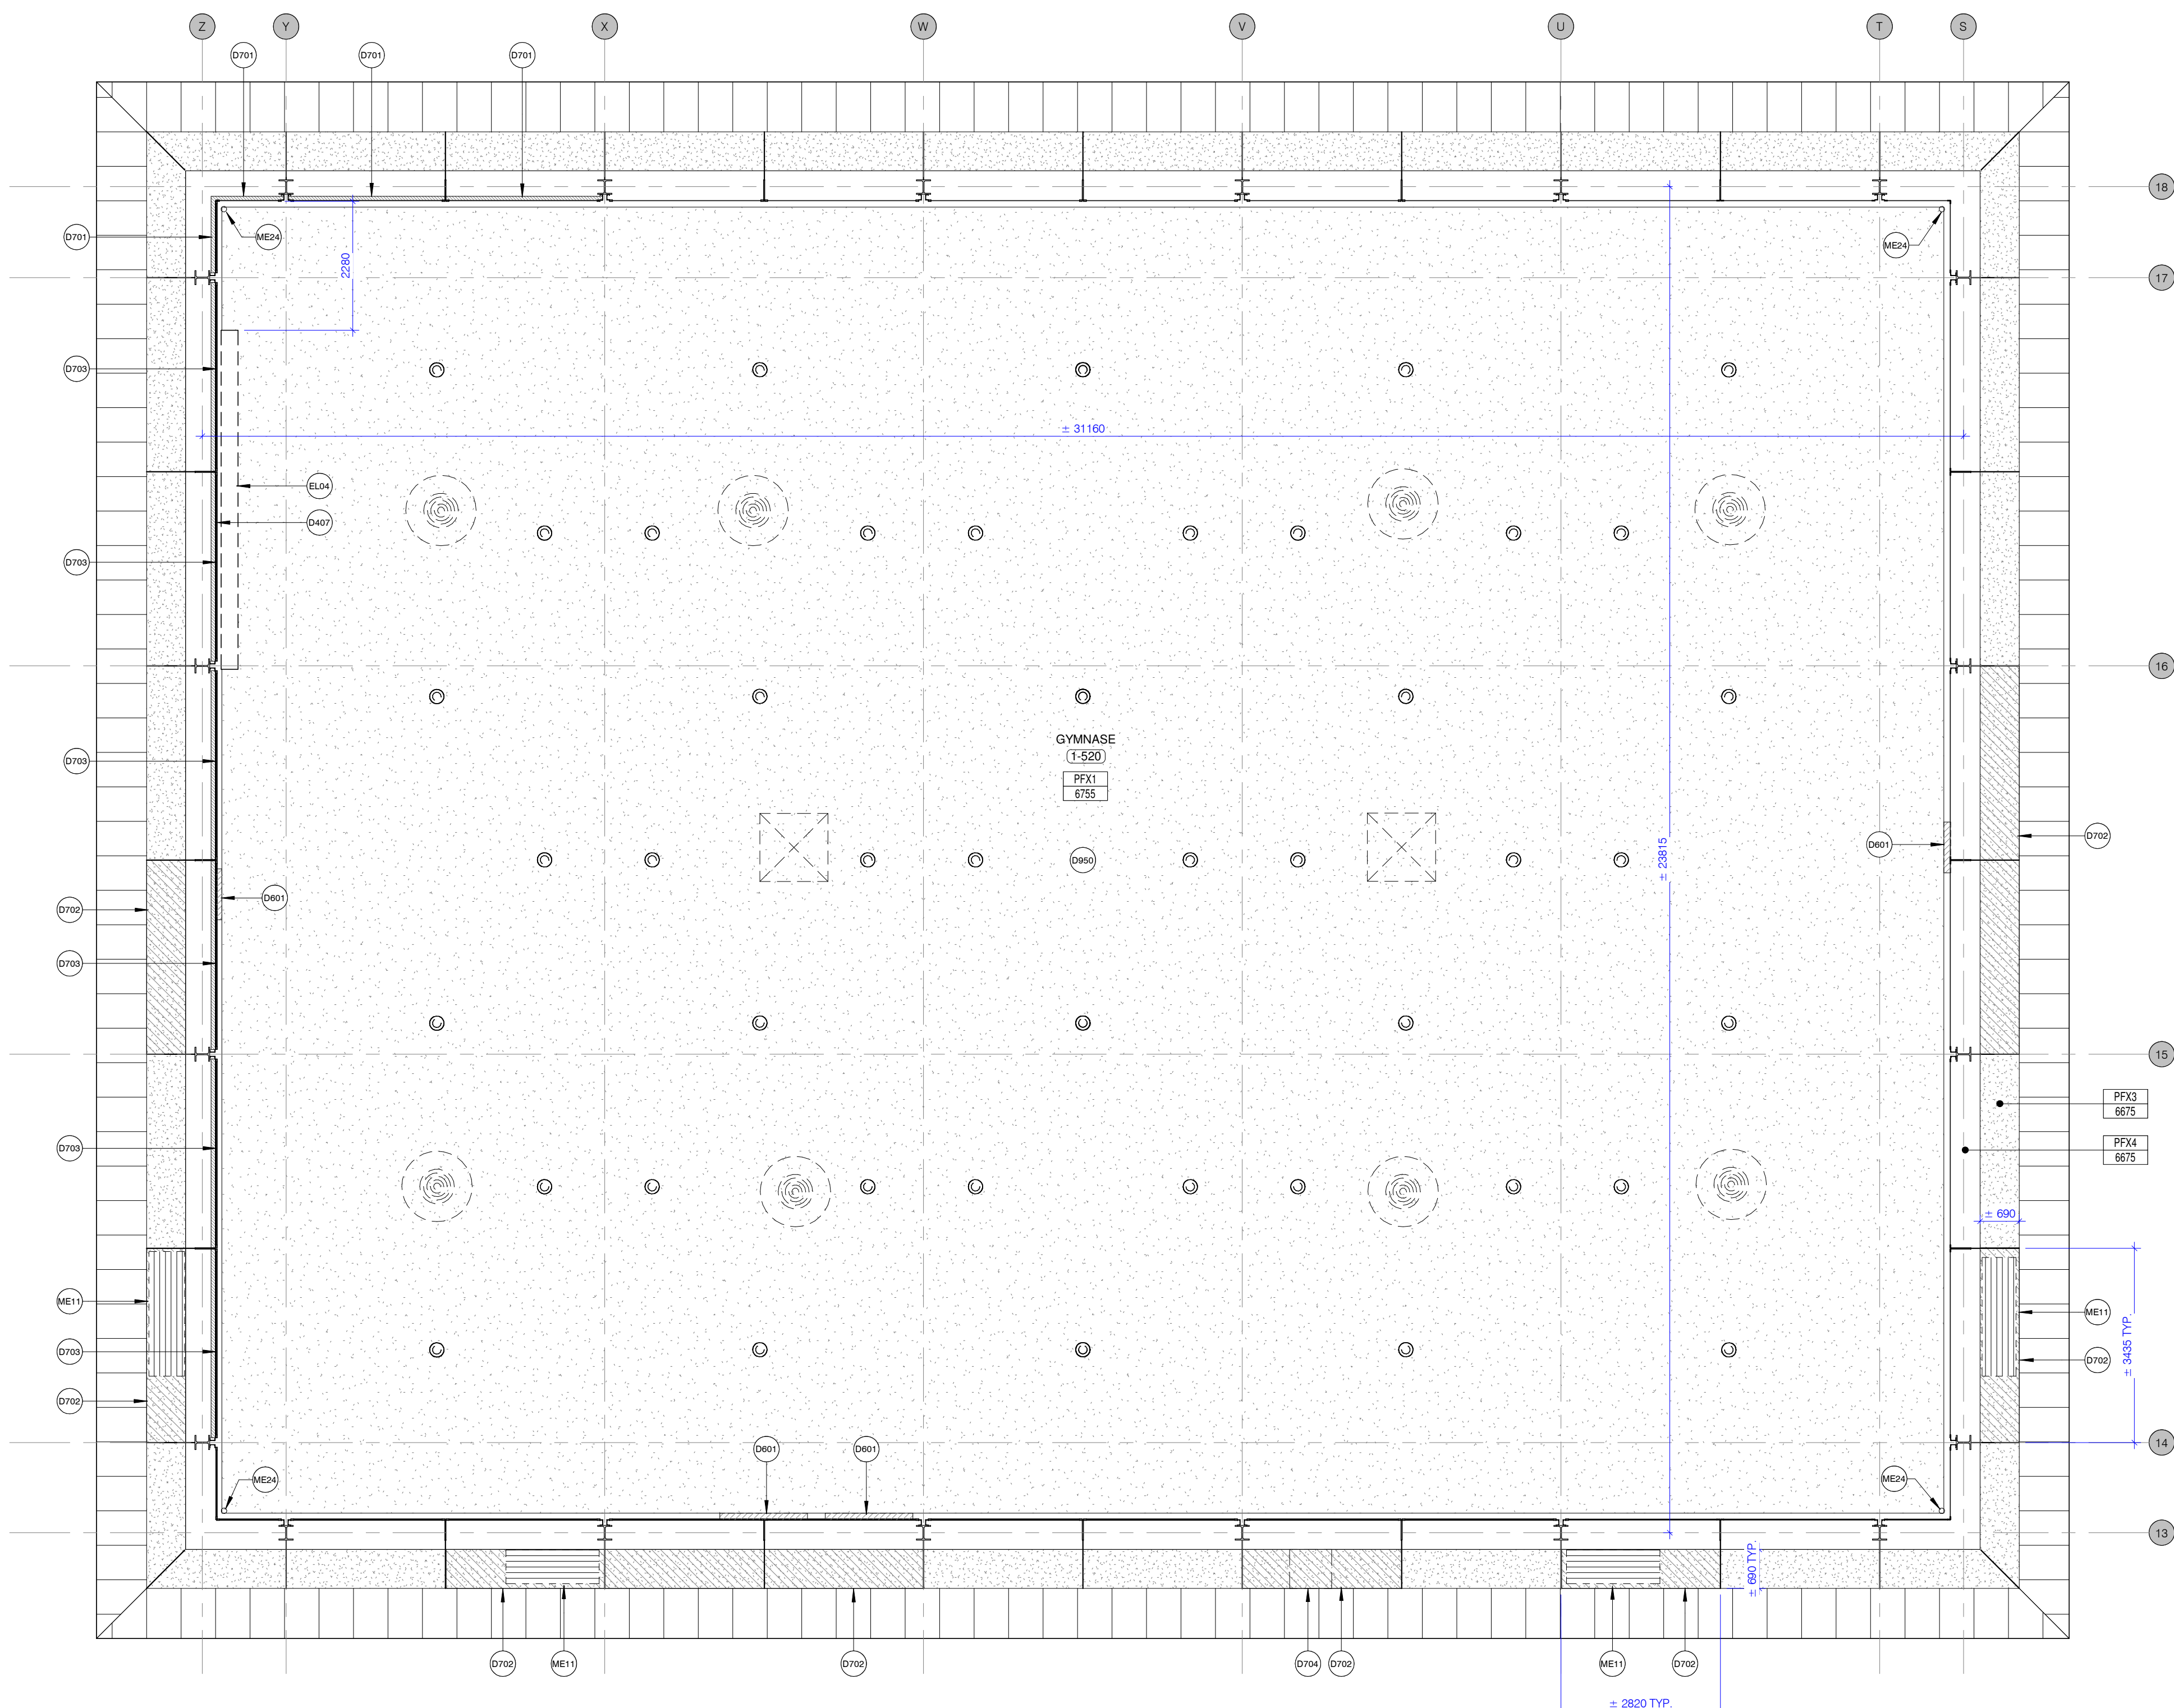 Z Y X W V U T S
D701 D701 D701
18
D701 ME24 ME24
2280
17
D703
± 31160
EL04
D407
D703
16
GYMNASE
1-520
D703
PFX1
6755
± 23815
D702
D601
D950
D601
D702
D703
15
PFX3
6675
D703
PFX4
6675
± 690
ME11
ME11
D703
± 3435 TYP.
D702
D702
D601 D601
14
ME24 ME24
13
± 690 TYP.
D702 ME11 D702 D704 D702 ME11 D702
± 2820 TYP.